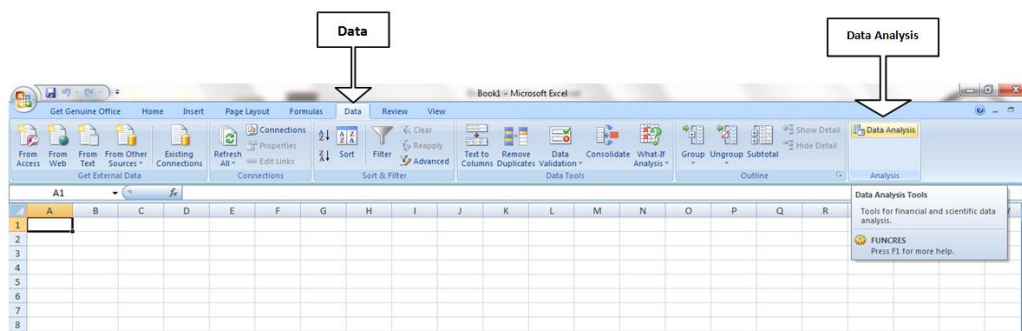 Data
Data Analysis
Book1 - Microsoft Excel
Get Genuine Office Home Insert Page Layout Formulas Data Review View
From Access
From Web
From Text
From Other Sources
Existing Connections
Get External Data
Refresh All
Connections
Properties
Edit Links
Connections
Sort
Filter
Clear
Reapply
Advanced
Sort & Filter
Text to Columns
Remove Duplicates
Data Validation
Consolidate
What-If Analysis
Data Tools
Group
Ungroup
Subtotal
Show Detail
Hide Detail
Outline
Data Analysis
Analysis
A1 fx
Data Analysis Tools
Tools for financial and scientific data
analysis.
FUNCRES
Press F1 for more help.
A B C D E F G H I J K L M N O P Q R
1
2
3
4
5
6
7
8